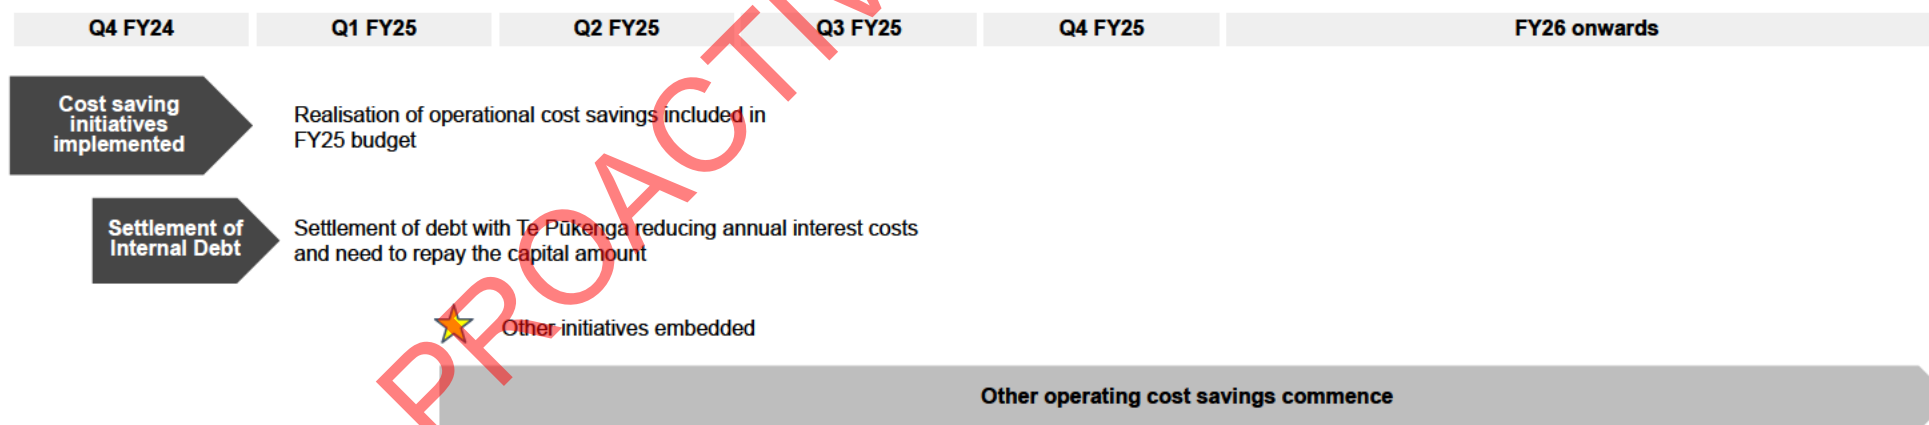 Q4 FY24 Q1 FY25 Q2 FY25 Q3 FY25 Q4 FY25 FY26 onwards
Cost saving
initiatives
implemented
Realisation of operational cost savings included in
FY25 budget
Settlement of
Internal Debt
Settlement of debt with Te Pūkenga reducing annual interest costs
and need to repay the capital amount
Other initiatives embedded
Other operating cost savings commence
PROACTIV